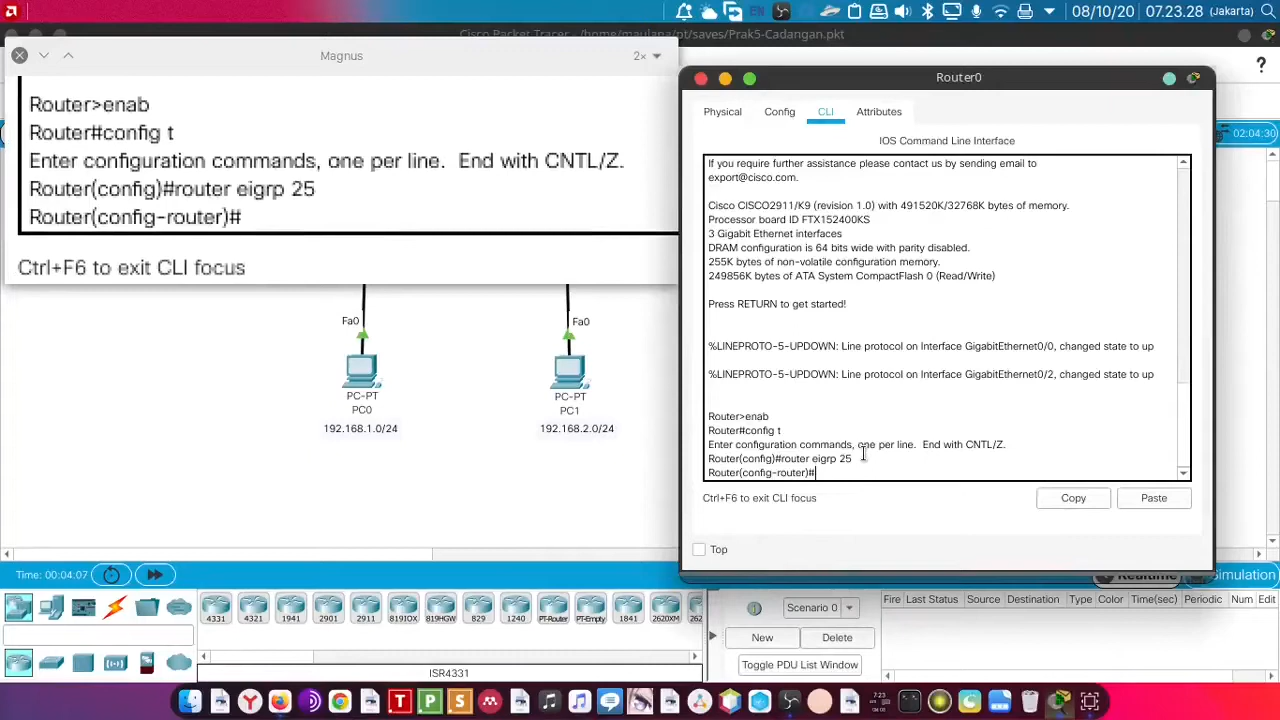 EN
08/10/20
07.23.28
(Jakarta)
Cisco Packet Tracer - /home/maulana/pt/saves/Prak5-Cadangan.pkt
Magnus
2×
Router>enab
Router#config t
Enter configuration commands, one per line.  End with CNTL/Z.
Router(config)#router eigrp 25
Router(config-router)#
Ctrl+F6 to exit CLI focus
?
02:04:30
Router0
Physical
Config
CLI
Attributes
IOS Command Line Interface
If you require further assistance please contact us by sending email to
export@cisco.com.
Cisco CISCO2911/K9 (revision 1.0) with 491520K/32768K bytes of memory.
Processor board ID FTX152400KS
3 Gigabit Ethernet interfaces
DRAM configuration is 64 bits wide with parity disabled.
255K bytes of non-volatile configuration memory.
249856K bytes of ATA System CompactFlash 0 (Read/Write)
Press RETURN to get started!
%LINEPROTO-5-UPDOWN: Line protocol on Interface GigabitEthernet0/0, changed state to up
%LINEPROTO-5-UPDOWN: Line protocol on Interface GigabitEthernet0/2, changed state to up
Router>enab
Router#config t
Enter configuration commands, one per line.  End with CNTL/Z.
Router(config)#router eigrp 25
Router(config-router)#
Ctrl+F6 to exit CLI focus
Copy
Paste
Top
Fa0
Fa0
PC-PT
PC0
192.168.1.0/24
PC-PT
PC1
192.168.2.0/24
Time: 00:04:07
Realtime
Simulation
4331
4321
1941
2901
2911
819IOX
819HGW
829
1240
PT-Router
PT-Empty
1841
2620XM
ISR4331
Scenario 0
New
Delete
Toggle PDU List Window
Fire
Last Status
Source
Destination
Type
Color
Time(sec)
Periodic
Num
Edit